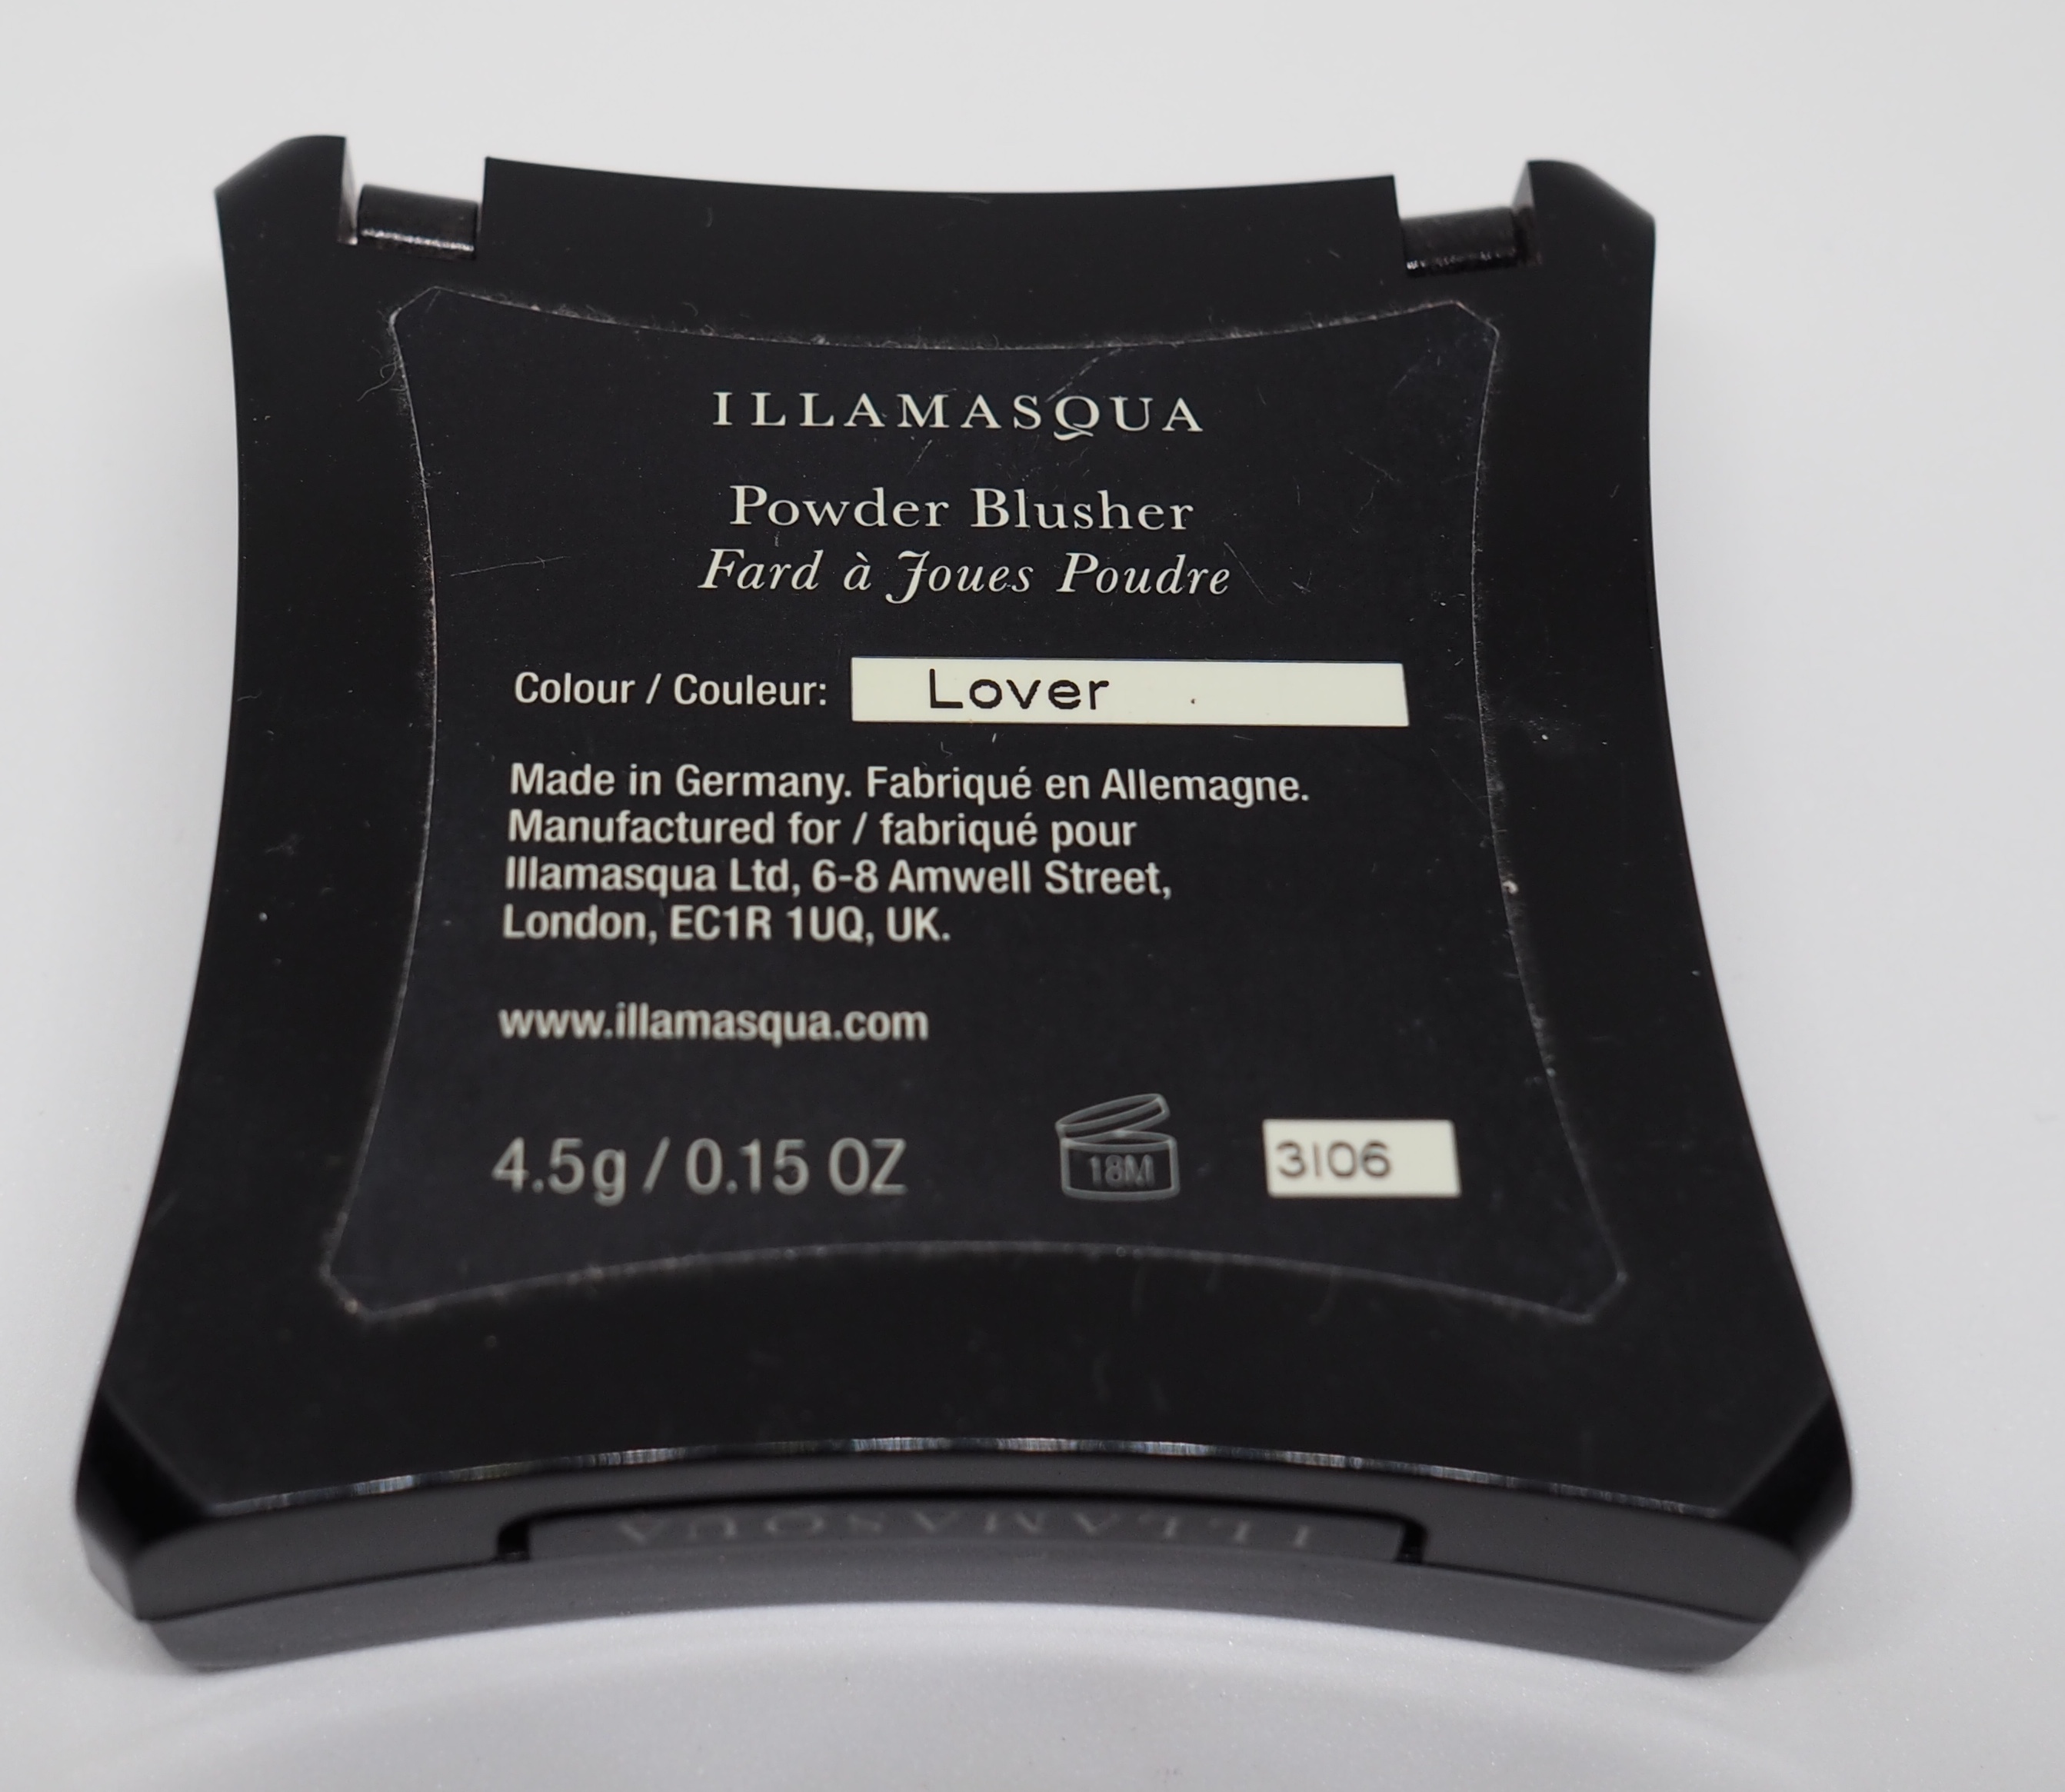 ILLAMASQUA
Powder Blusher
Fard à Joues Poudre
Colour / Couleur: Lover
Made in Germany. Fabriqué en Allemagne.
Manufactured for / fabriqué pour
Illamasqua Ltd, 6-8 Amwell Street,
London, EC1R 1UQ, UK.
www.illamasqua.com
4.5g / 0.15 OZ 18M 3106
ILLAMASQUA